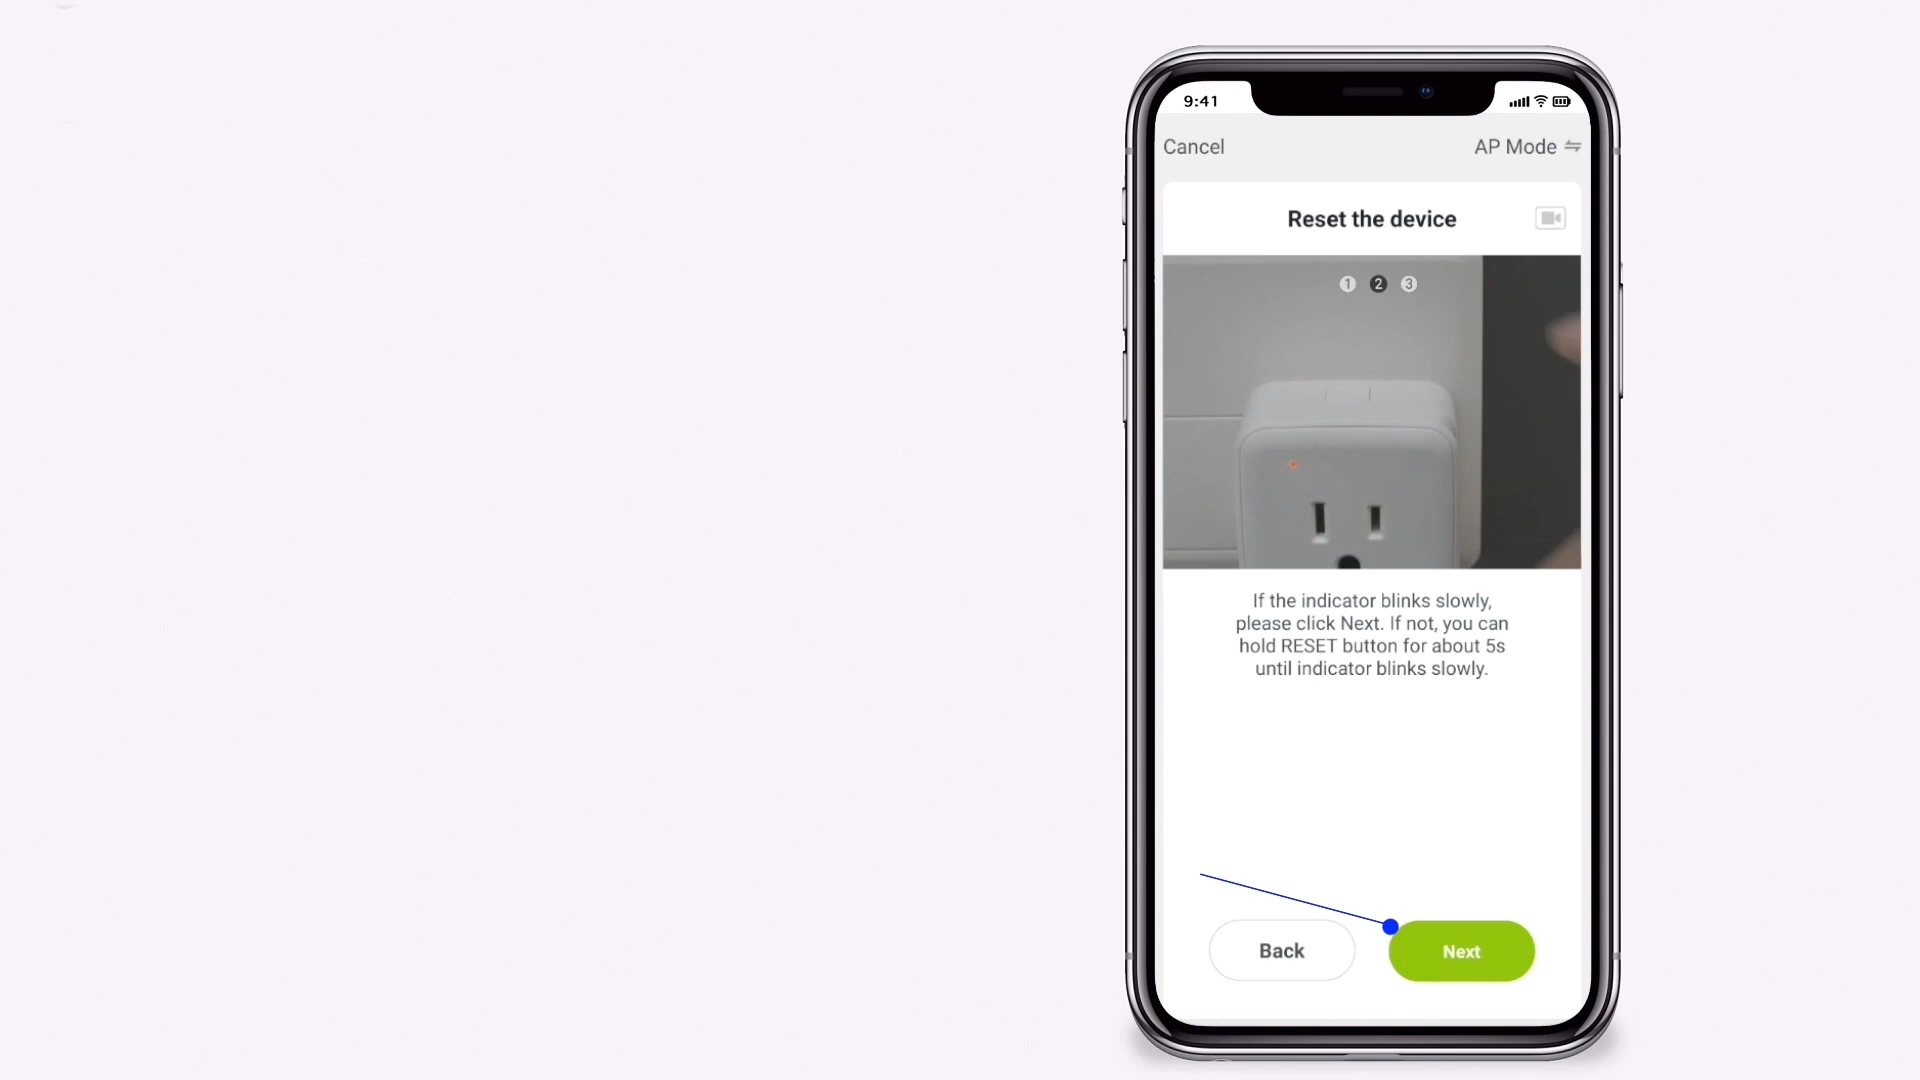 9:41
Cancel
AP Mode
Reset the device
1 2 3
If the indicator blinks slowly,
please click Next. If not, you can
hold RESET button for about 5s
until indicator blinks slowly.
Back
Next